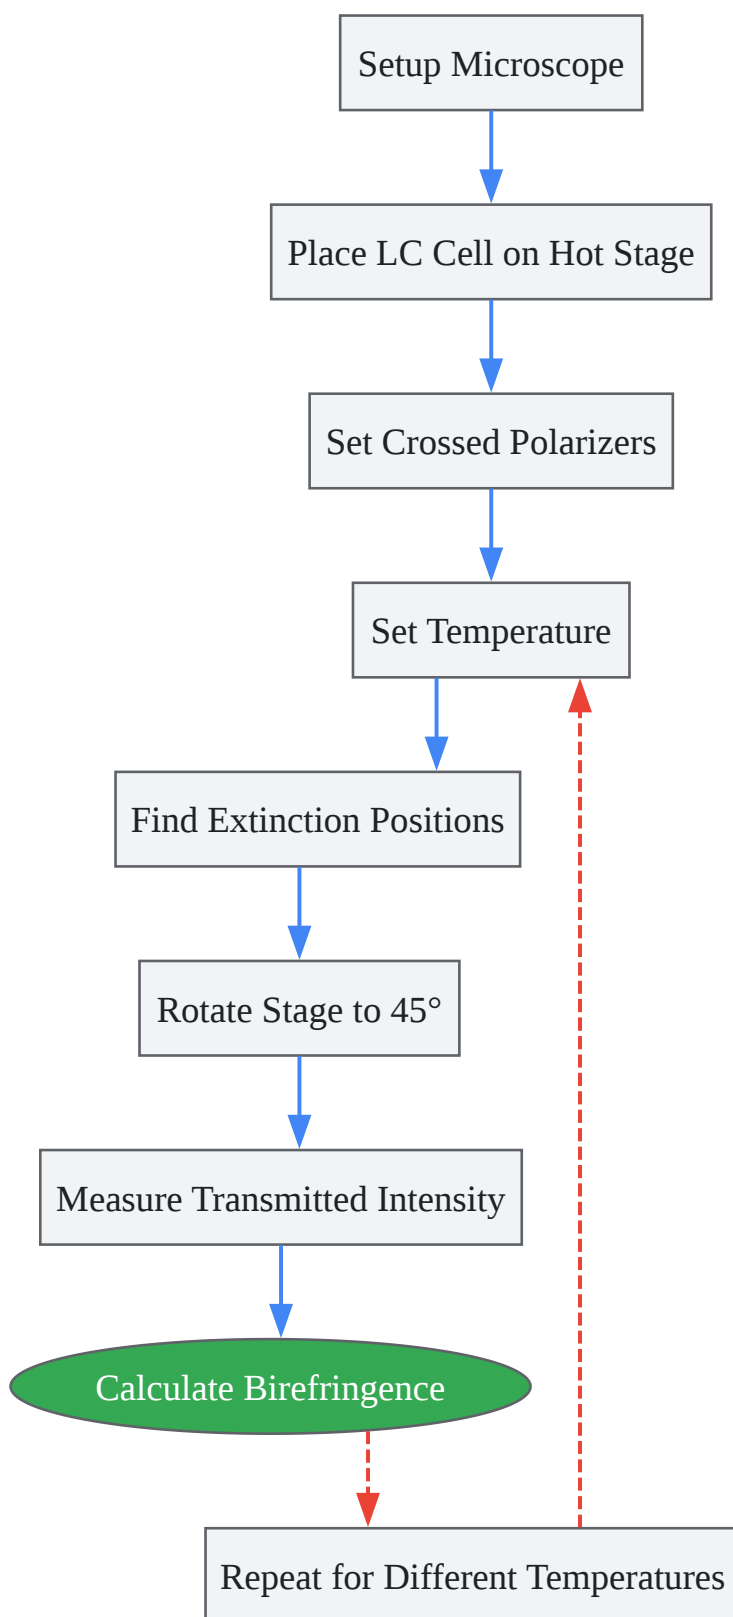 Setup Microscope
Place LC Cell on Hot Stage
Set Crossed Polarizers
Set Temperature
Find Extinction Positions
Rotate Stage to 45°
Measure Transmitted Intensity
Calculate Birefringence
Repeat for Different Temperatures